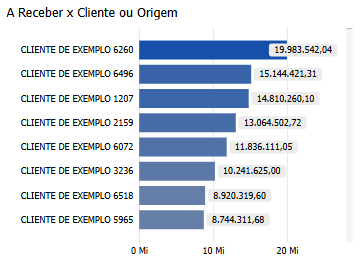 A Receber x Cliente ou Origem
CLIENTE DE EXEMPLO 6260 19.983.542,04
CLIENTE DE EXEMPLO 6496 15.144.421,31
CLIENTE DE EXEMPLO 1207 14.810.260,10
CLIENTE DE EXEMPLO 2159 13.064.502,72
CLIENTE DE EXEMPLO 6072 11.836.111,05
CLIENTE DE EXEMPLO 3236 10.241.625,00
CLIENTE DE EXEMPLO 6518 8.920.319,60
CLIENTE DE EXEMPLO 5965 8.744.311,68
0 Mi 10 Mi 20 Mi